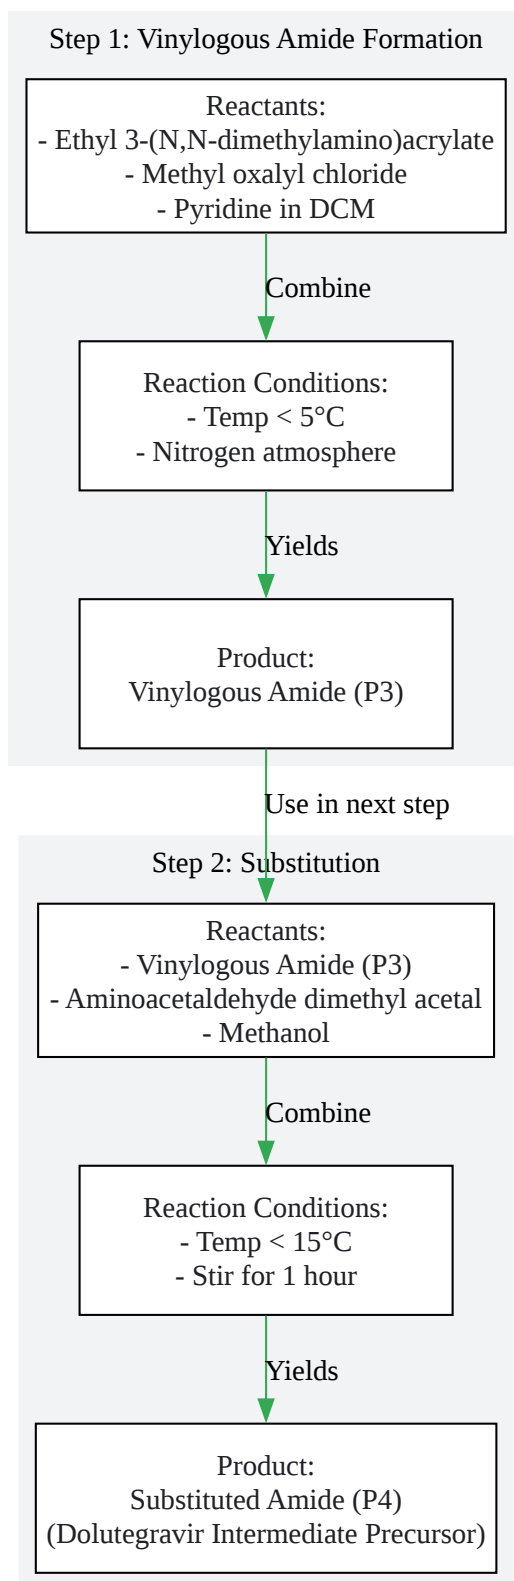 Step 1: Vinylogous Amide Formation
Reactants:
- Ethyl 3-(N,N-dimethylamino)acrylate
- Methyl oxalyl chloride
- Pyridine in DCM
Combine
Reaction Conditions:
- Temp < 5°C
- Nitrogen atmosphere
Yields
Product:
Vinylogous Amide (P3)
Use in next step
Step 2: Substitution
Reactants:
- Vinylogous Amide (P3)
- Aminoacetaldehyde dimethyl acetal
- Methanol
Combine
Reaction Conditions:
- Temp < 15°C
- Stir for 1 hour
Yields
Product:
Substituted Amide (P4)
(Dolutegravir Intermediate Precursor)